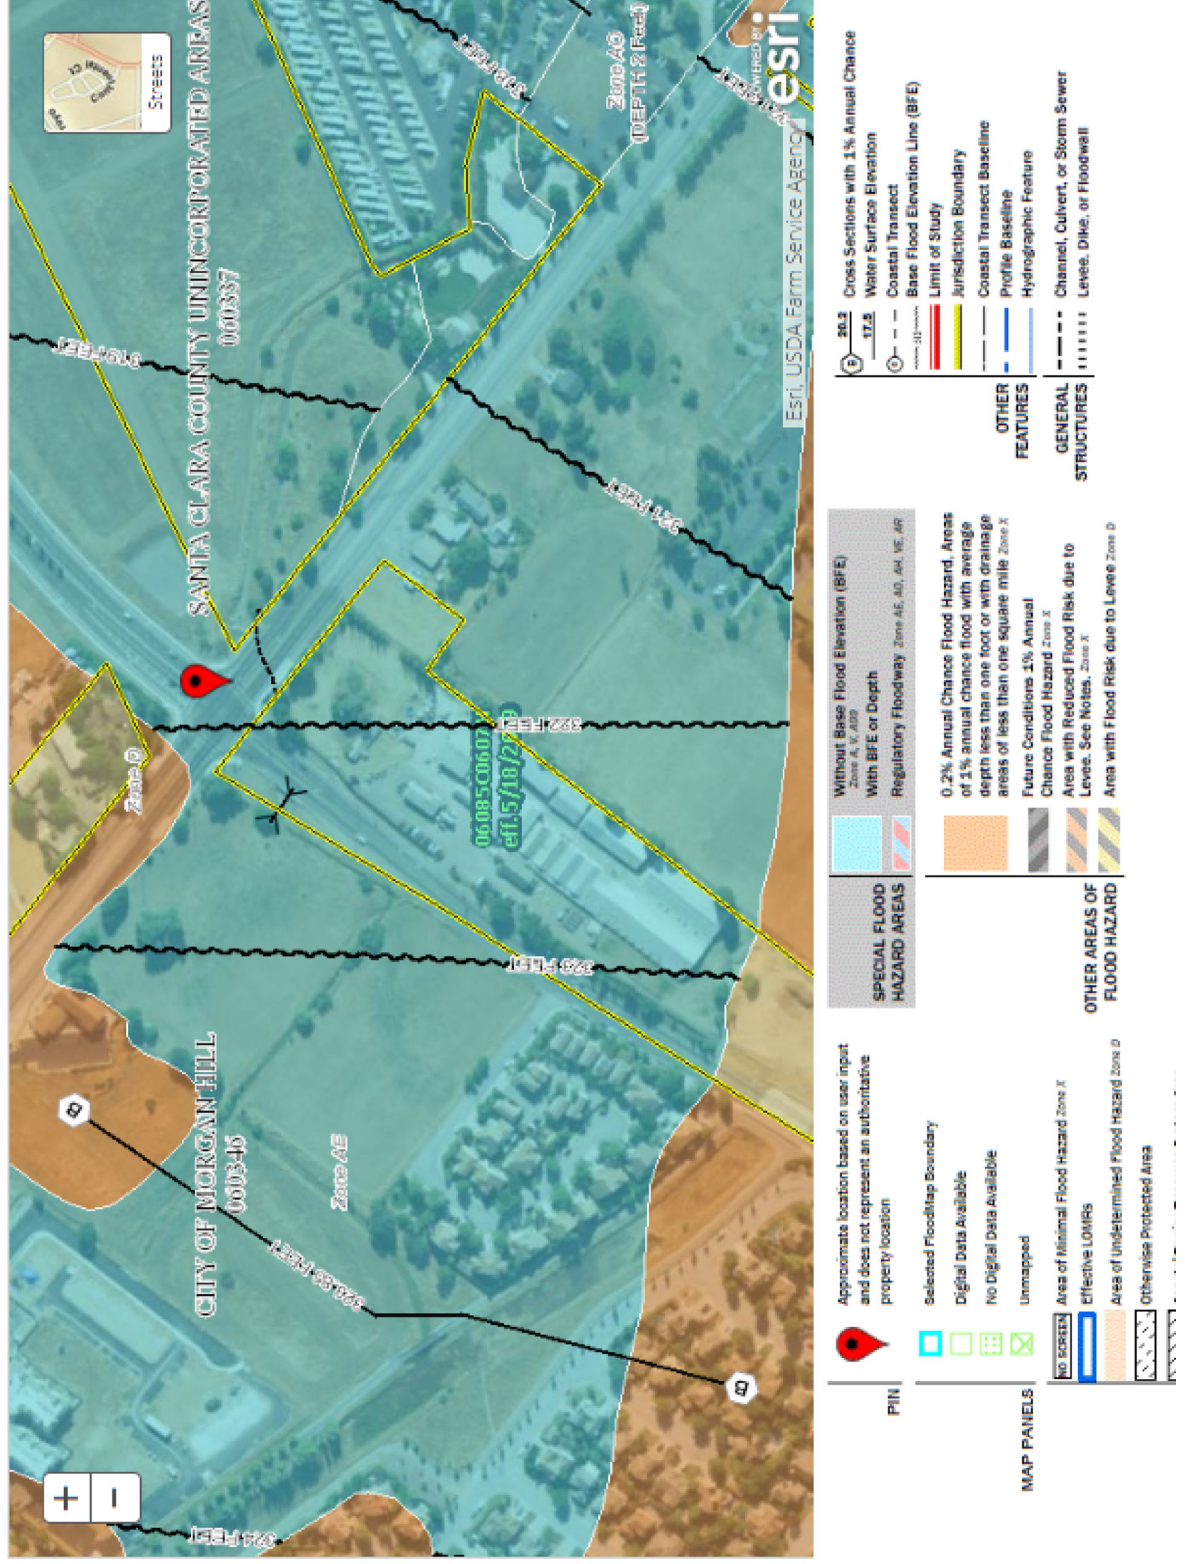 Streets
SANTA CLARA COUNTY UNINCORPORATED AREAS
060337
CITY OF MORGAN HILL
060346
Zone AE
Zone D
Zone AO
(DEPTH 2 Feet)
324 FEET
323 FEET
322 FEET
321 FEET
319 FEET
06085C0607
eff. 5/18/2
POWERED BY
esri
Esri, USDA Farm Service Agency
+
−
PIN
Approximate location based on user input
and does not represent an authoritative
property location
MAP PANELS
Selected FloodMap Boundary
Digital Data Available
No Digital Data Available
Unmapped
NO SCREEN Area of Minimal Flood Hazard Zone X
Effective LOMRs
Area of Undetermined Flood Hazard Zone D
Otherwise Protected Area
SPECIAL FLOOD
HAZARD AREAS
Without Base Flood Elevation (BFE)
Zone A, V, A99
With BFE or Depth
Regulatory Floodway Zone AE, AO, AH, VE, AR
OTHER AREAS OF
FLOOD HAZARD
0.2% Annual Chance Flood Hazard, Areas
of 1% annual chance flood with average
depth less than one foot or with drainage
areas of less than one square mile Zone X
Future Conditions 1% Annual
Chance Flood Hazard Zone X
Area with Reduced Flood Risk due to
Levee. See Notes. Zone X
Area with Flood Risk due to Levee Zone D
OTHER
FEATURES
20.2 Cross Sections with 1% Annual Chance
17.5 Water Surface Elevation
Coastal Transect
Base Flood Elevation Line (BFE)
Limit of Study
Jurisdiction Boundary
Coastal Transect Baseline
Profile Baseline
Hydrographic Feature
GENERAL
STRUCTURES
Channel, Culvert, or Storm Sewer
Levee, Dike, or Floodwall